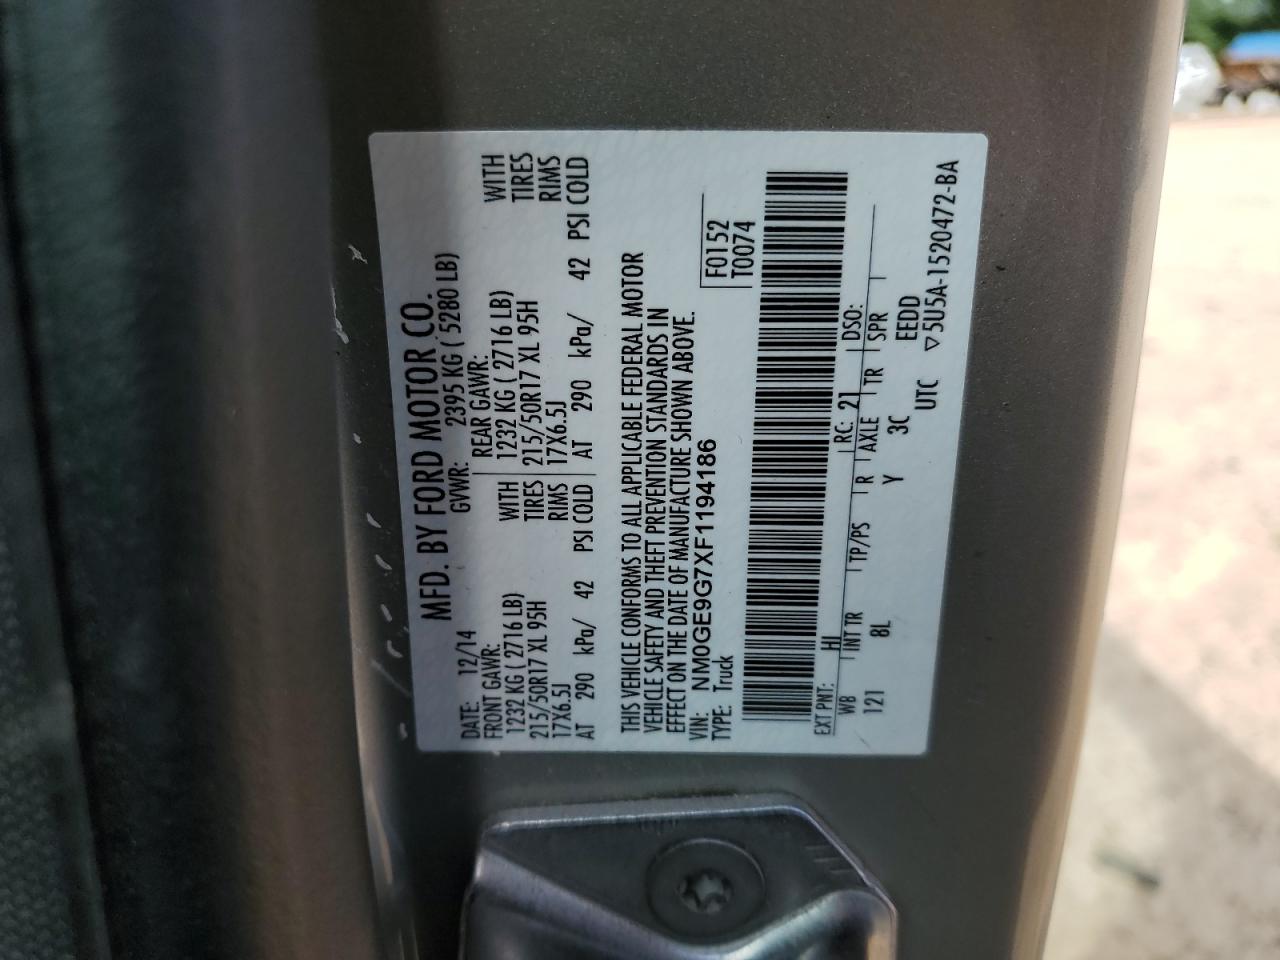 MFD. BY FORD MOTOR CO.
DATE: 12/14 GVWR: 2395 KG ( 5280 LB)
FRONT GAWR: REAR GAWR:
1232 KG ( 2716 LB) WITH 1232 KG ( 2716 LB) WITH
215/50R17 XL 95H TIRES 215/50R17 XL 95H TIRES
17X6.5J RIMS 17X6.5J RIMS
AT 290 kPa/ 42 PSI COLD AT 290 kPa/ 42 PSI COLD
THIS VEHICLE CONFORMS TO ALL APPLICABLE FEDERAL MOTOR
VEHICLE SAFETY AND THEFT PREVENTION STANDARDS IN
EFFECT ON THE DATE OF MANUFACTURE SHOWN ABOVE.
VIN: NM0GE9G7XF1194186 F0152
TYPE: Truck T0074
EXT PNT: HI RC: 21 DSO:
WB INT TR TP/PS R AXLE TR SPR
121 8L Y 3C EEDD
UTC ▽5U5A-1520472-BA